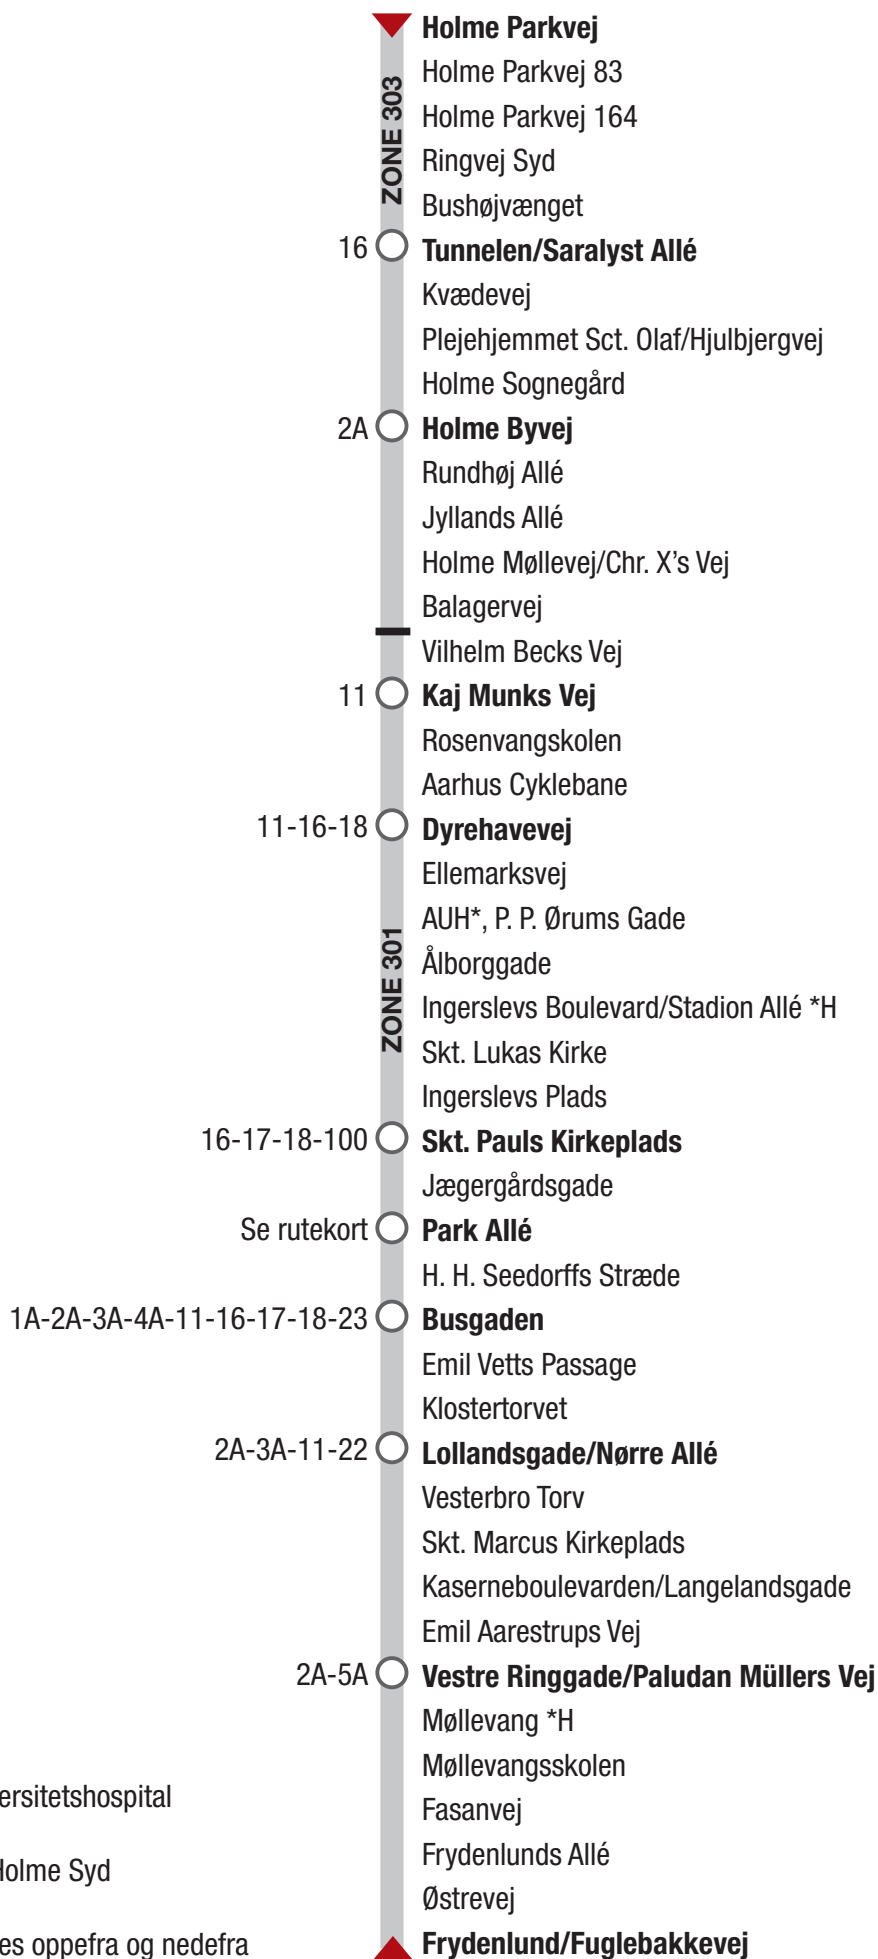 Holme Parkvej
Holme Parkvej 83
Holme Parkvej 164
ZONE 303
Ringvej Syd
Bushøjvænget
16 Tunnelen/Saralyst Allé
Kvædevej
Plejehjemmet Sct. Olaf/Hjulbjergvej
Holme Sognegård
2A Holme Byvej
Rundhøj Allé
Jyllands Allé
Holme Møllevej/Chr. X's Vej
Balagervej
Vilhelm Becks Vej
11 Kaj Munks Vej
Rosenvangskolen
Aarhus Cyklebane
11-16-18 Dyrehavevej
Ellemarksvej
AUH*, P. P. Ørums Gade
Ålborggade
ZONE 301
Ingerslevs Boulevard/Stadion Allé *H
Skt. Lukas Kirke
Ingerslevs Plads
16-17-18-100 Skt. Pauls Kirkeplads
Jægergårdsgade
Se rutekort Park Allé
H. H. Seedorffs Stræde
1A-2A-3A-4A-11-16-17-18-23 Busgaden
Emil Vetts Passage
Klostertorvet
2A-3A-11-22 Lollandsgade/Nørre Allé
Vesterbro Torv
Skt. Marcus Kirkeplads
Kaserneboulevarden/Langelandsgade
Emil Aarestrups Vej
2A-5A Vestre Ringgade/Paludan Müllers Vej
Møllevang *H
Møllevangsskolen
ersitetshospital
Fasanvej
Frydenlunds Allé
Holme Syd
Østrevej
es oppefra og nedefra
Frydenlund/Fuglebakkevej